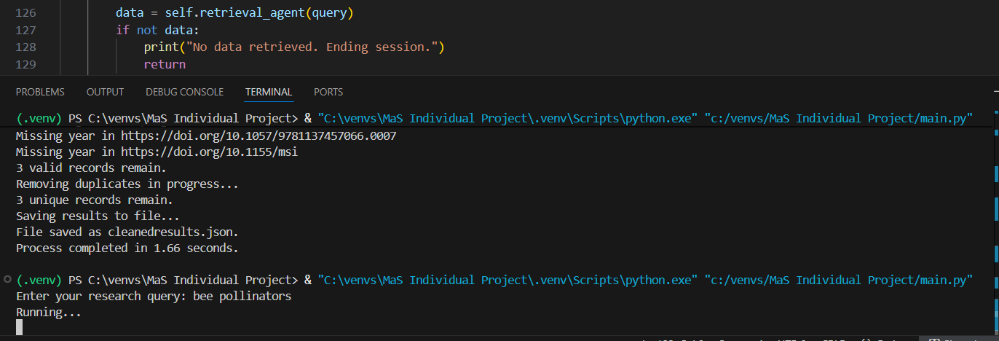 126 data = self.retrieval_agent(query)
127 if not data:
128 print("No data retrieved. Ending session.")
129 return
PROBLEMS OUTPUT DEBUG CONSOLE TERMINAL PORTS
(.venv) PS C:\venvs\MaS Individual Project> & "C:\venvs\MaS Individual Project\.venv\Scripts\python.exe" "c:/venvs/MaS Individual Project/main.py"
Missing year in https://doi.org/10.1057/9781137457066.0007
Missing year in https://doi.org/10.1155/msi
3 valid records remain.
Removing duplicates in progress...
3 unique records remain.
Saving results to file...
File saved as cleanedresults.json.
Process completed in 1.66 seconds.
(.venv) PS C:\venvs\MaS Individual Project> & "C:\venvs\MaS Individual Project\.venv\Scripts\python.exe" "c:/venvs/MaS Individual Project/main.py"
Enter your research query: bee pollinators
Running...